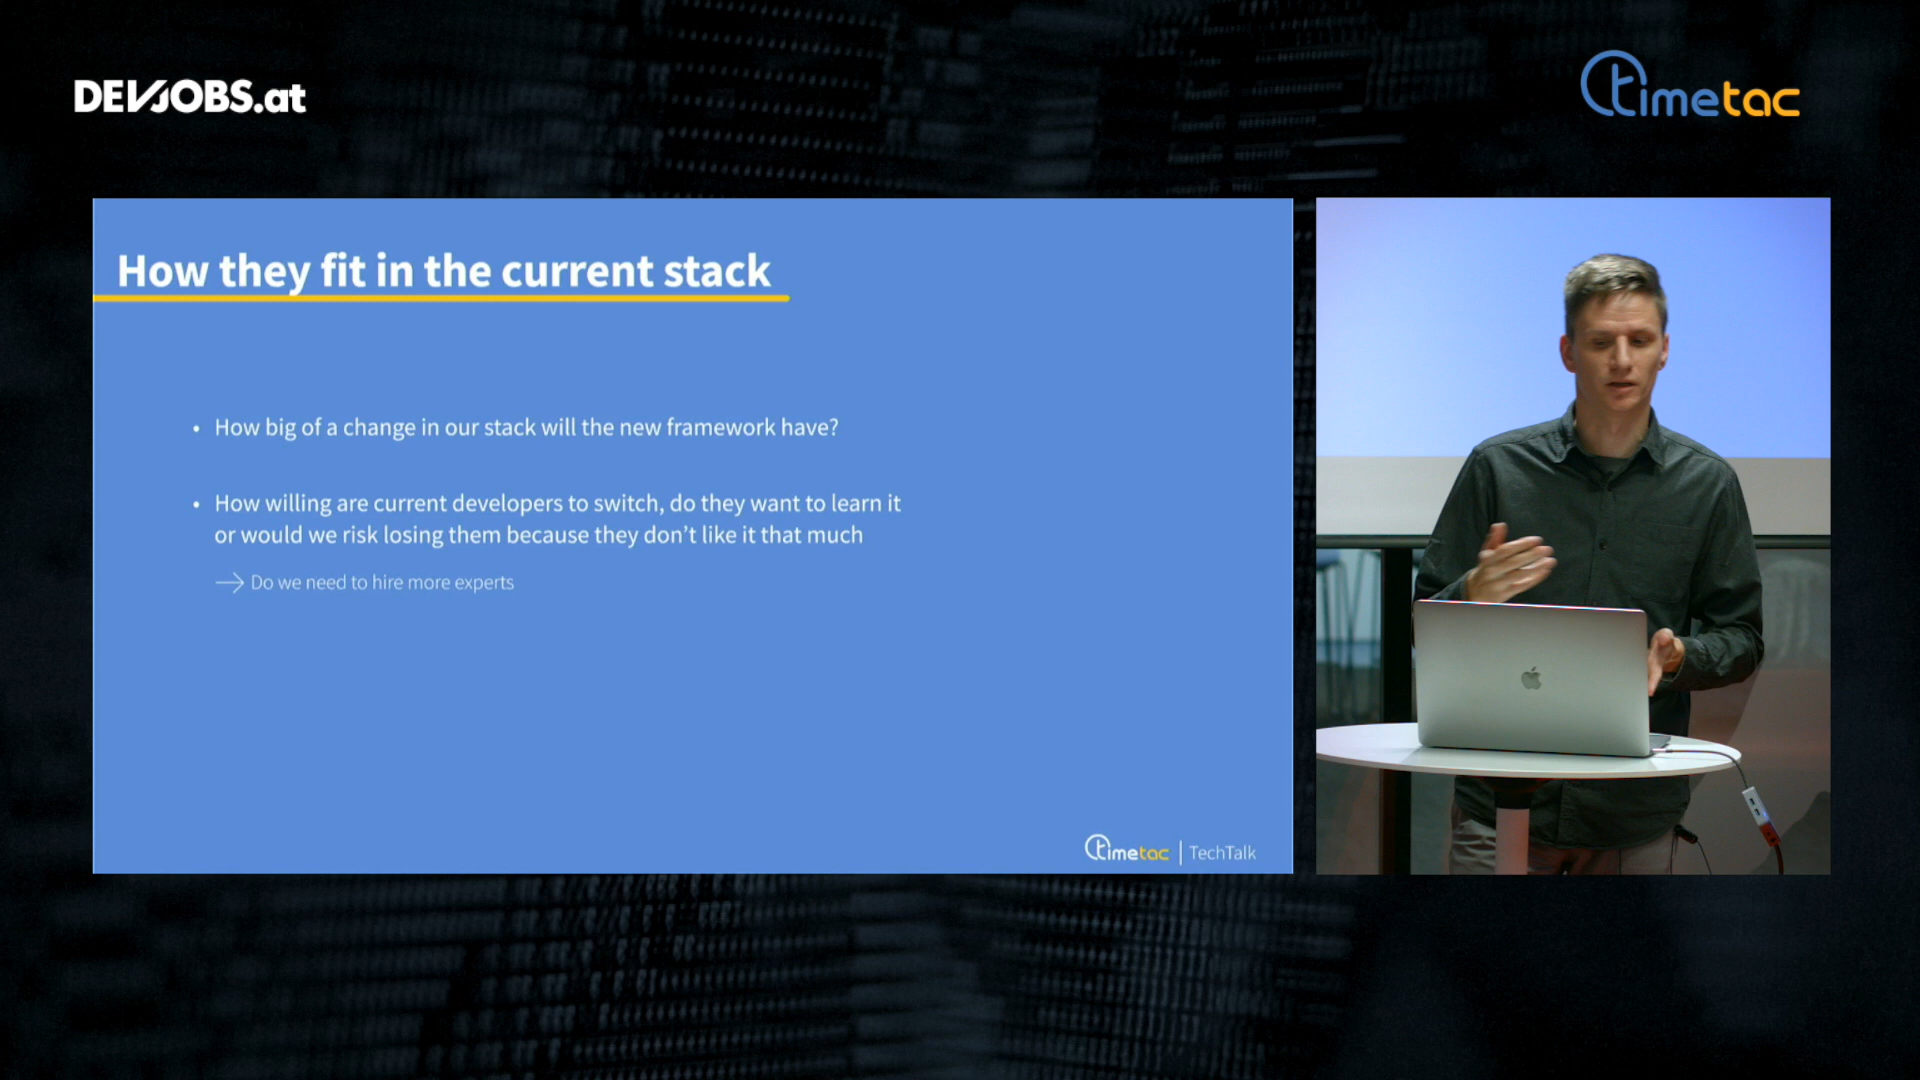 DEVJOBS.at
timetac
How they fit in the current stack
• How big of a change in our stack will the new framework have?
• How willing are current developers to switch, do they want to learn it
or would we risk losing them because they don't like it that much
→ Do we need to hire more experts
timetac | TechTalk